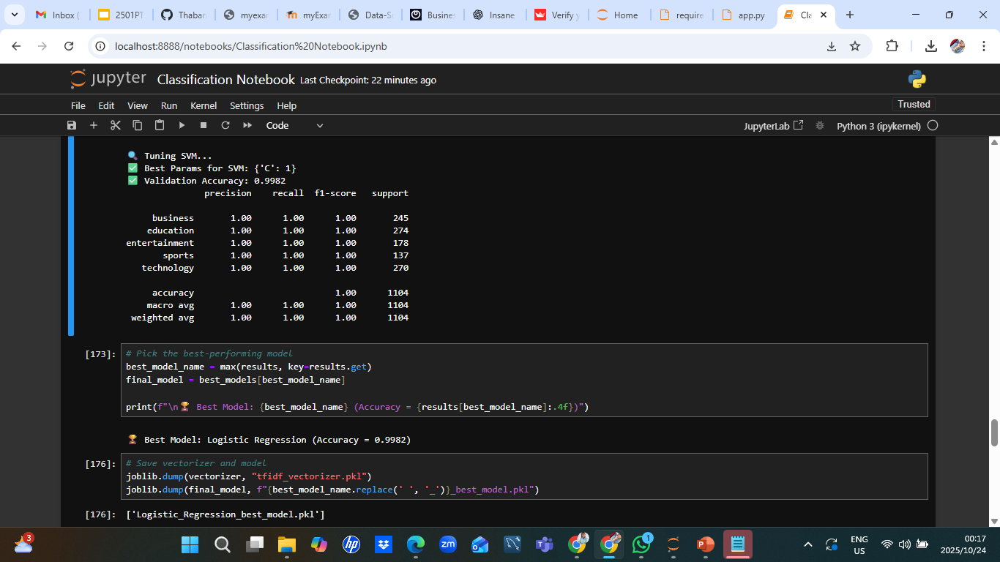 Inbox (
2501PT
Thaban
myexar
myExar
Data-Sc
Busines
Insane
Verify y
Home
require
app.py
Cla
localhost:8888/notebooks/Classification%20Notebook.ipynb
jupyter Classification Notebook Last Checkpoint: 22 minutes ago
File Edit View Run Kernel Settings Help Trusted
Code JupyterLab Python 3 (ipykernel)
🔍 Tuning SVM...
✅ Best Params for SVM: {'C': 1}
✅ Validation Accuracy: 0.9982
precision recall f1-score support
business 1.00 1.00 1.00 245
education 1.00 1.00 1.00 274
entertainment 1.00 1.00 1.00 178
sports 1.00 1.00 1.00 137
technology 1.00 1.00 1.00 270
accuracy 1.00 1104
macro avg 1.00 1.00 1.00 1104
weighted avg 1.00 1.00 1.00 1104
[173]: # Pick the best-performing model
best_model_name = max(results, key=results.get)
final_model = best_models[best_model_name]
print(f"\n🏆 Best Model: {best_model_name} (Accuracy = {results[best_model_name]:.4f})")
🏆 Best Model: Logistic Regression (Accuracy = 0.9982)
[176]: # Save vectorizer and model
joblib.dump(vectorizer, "tfidf_vectorizer.pkl")
joblib.dump(final_model, f"{best_model_name.replace(' ', '_')}_best_model.pkl")
[176]: ['Logistic_Regression_best_model.pkl']
3
hp
zm
1
P
ENG
US
00:17
2025/10/24